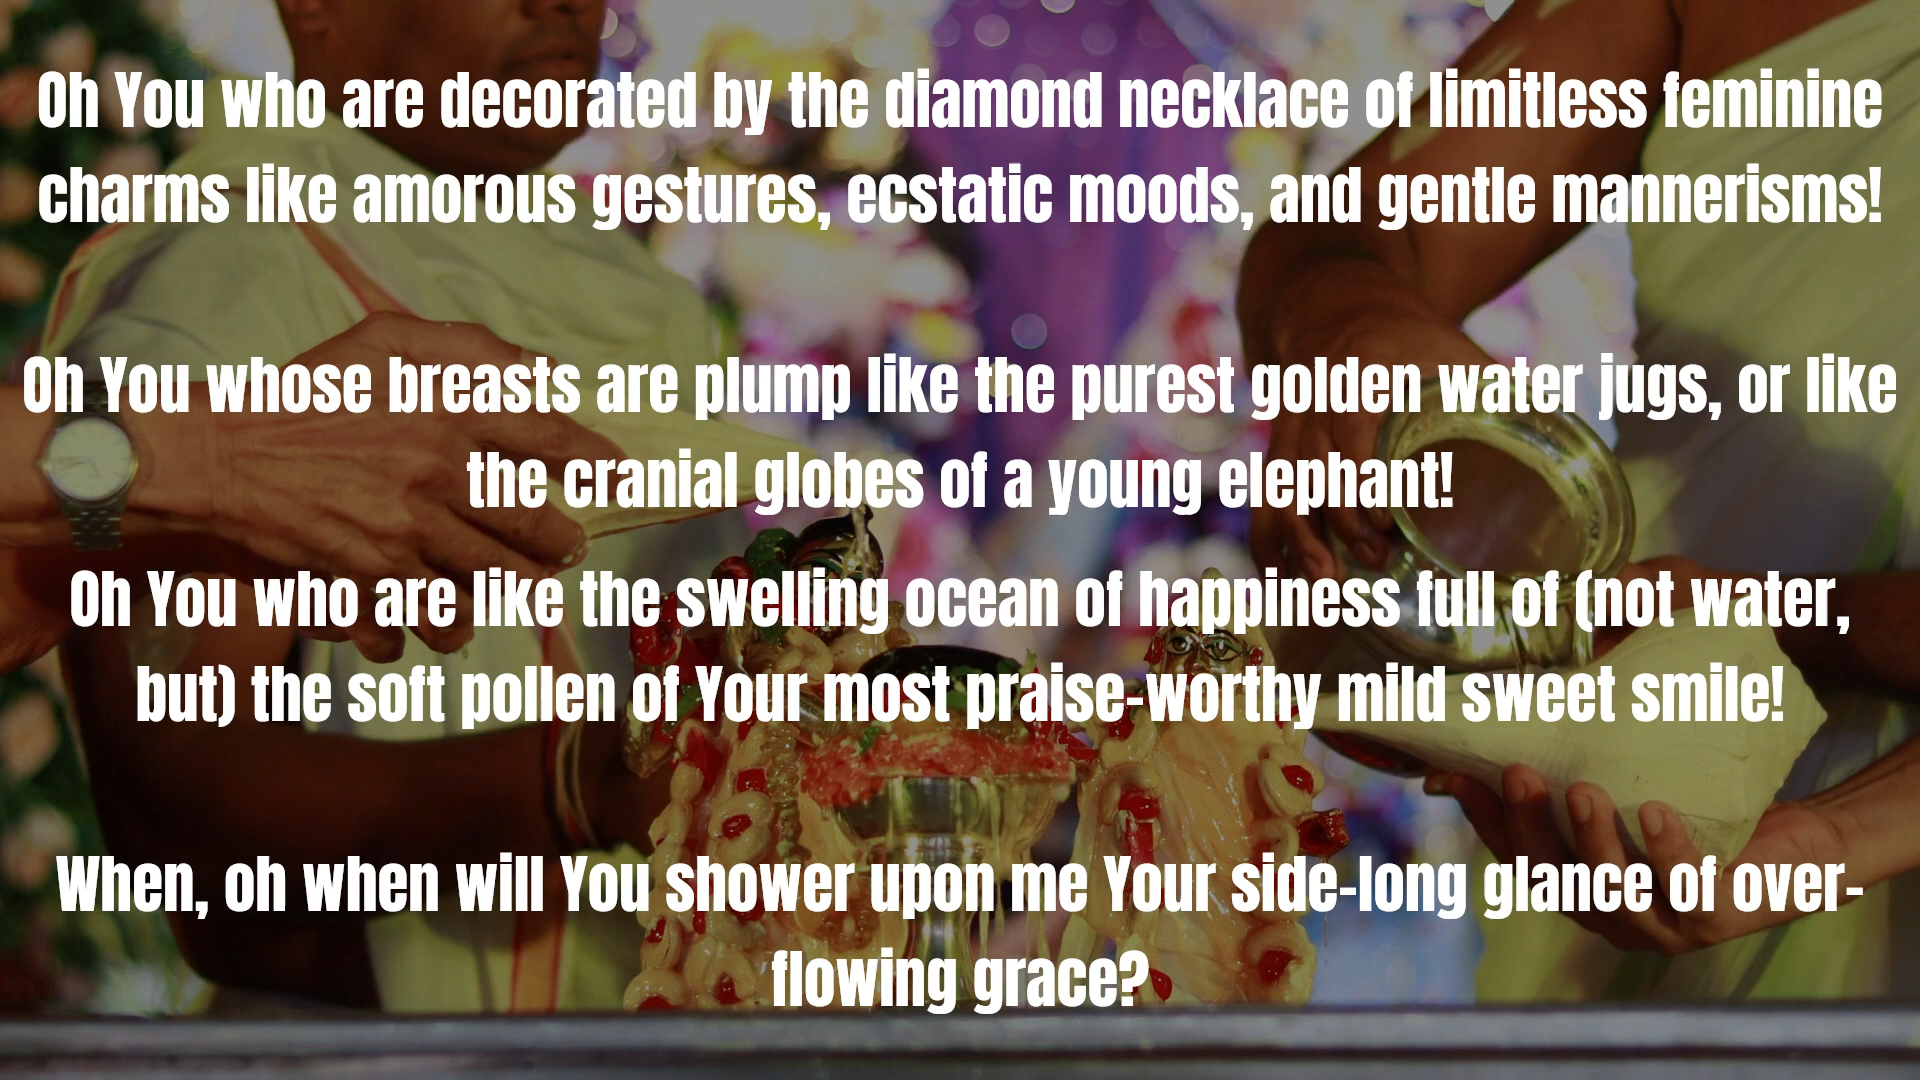 Oh You who are decorated by the diamond necklace of limitless feminine
charms like amorous gestures, ecstatic moods, and gentle mannerisms!
Oh You whose breasts are plump like the purest golden water jugs, or like
the cranial globes of a young elephant!
Oh You who are like the swelling ocean of happiness full of (not water,
but) the soft pollen of Your most praise-worthy mild sweet smile!
When, oh when will You shower upon me Your side-long glance of over-
flowing grace?